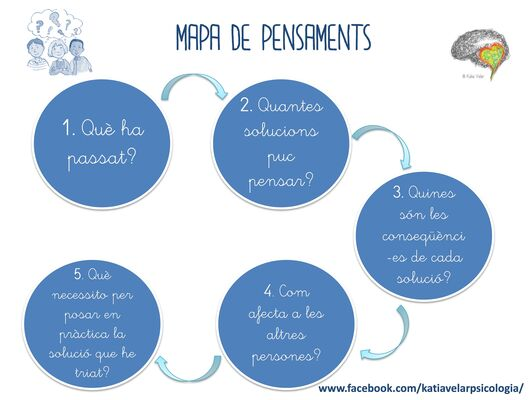 MAPA DE PENSAMENTS
© Katia Velar
1. Què ha
passat?
2. Quantes
solucions
puc
pensar?
3. Quines
són les
conseqüènci
-es de cada
solució?
4. Com
afecta a les
altres
persones?
5. Què
necessito per
posar en
pràctica la
solució que he
triat?
www.facebook.com/katiavelarpsicologia/